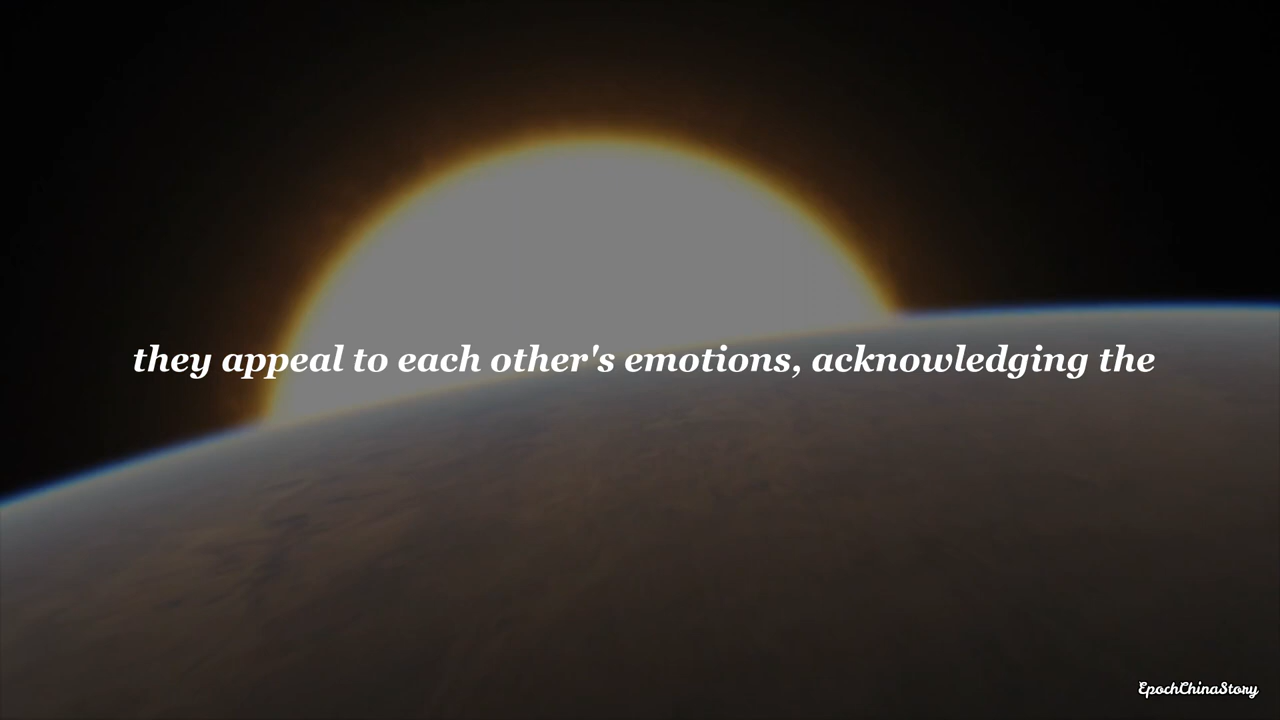 they appeal to each other's emotions, acknowledging the
EpochChinaStory